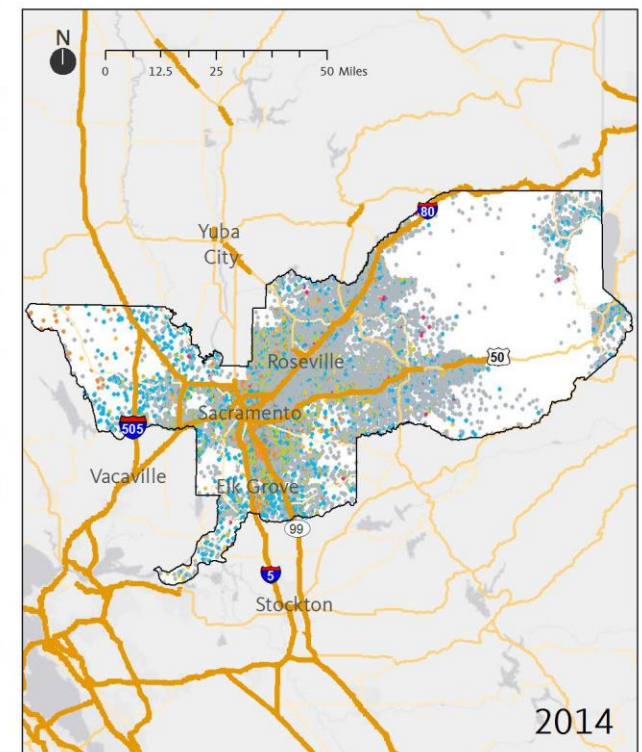 N
0 12.5 25 50 Miles
80
Yuba
City
Roseville
50
Sacramento
505
Vacaville
Elk Grove
99
5
Stockton
2014